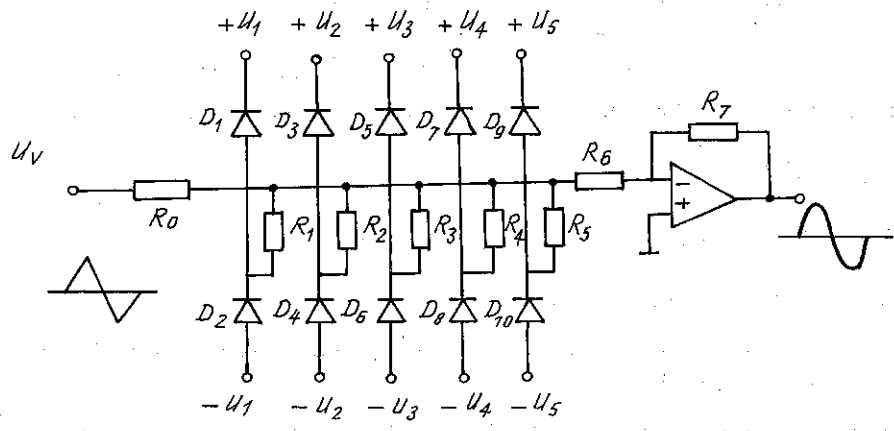 +U1 +U2 +U3 +U4 +U5
D1 D3 D5 D7 D9
R7
Uv
R6
R0
R1 R2 R3 R4 R5
D2 D4 D6 D8 D10
-U1 -U2 -U3 -U4 -U5